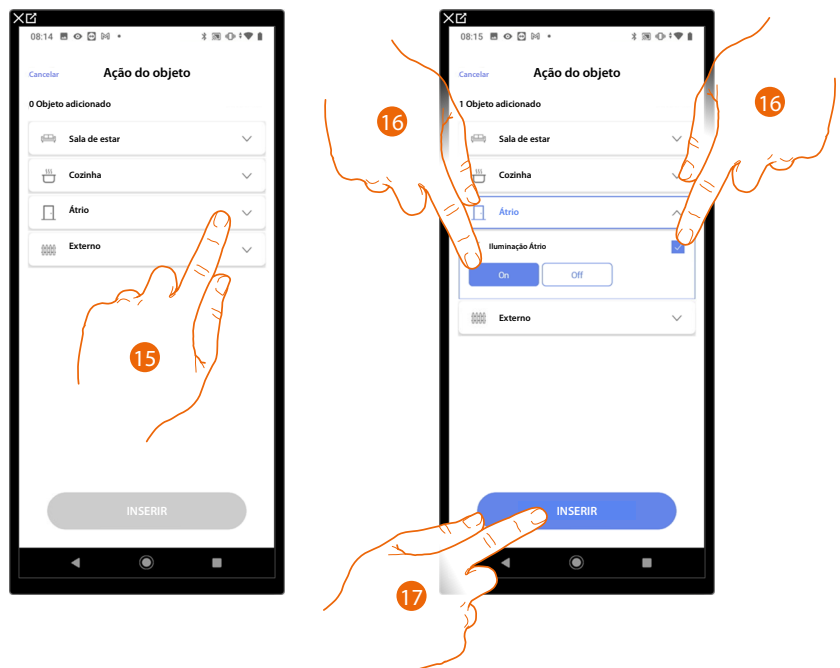 08:14
Cancelar
Ação do objeto
0 Objeto adicionado
Sala de estar
Cozinha
Átrio
Externo
15
INSERIR
08:15
Cancelar
Ação do objeto
1 Objeto adicionado
16
16
Sala de estar
Cozinha
Átrio
Iluminação Átrio
On
Off
Externo
INSERIR
17